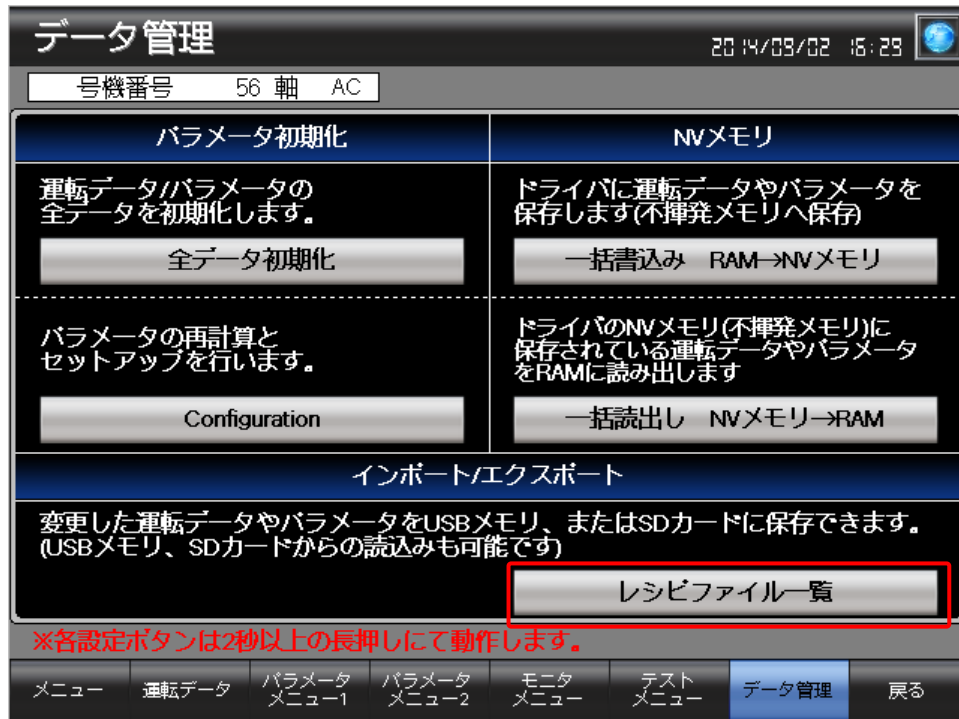 データ管理
2014/09/02 16:29
号機番号 56 軸 AC
パラメータ初期化
運転データ/パラメータの
全データを初期化します。
全データ初期化
パラメータの再計算と
セットアップを行います。
Configuration
NVメモリ
ドライバに運転データやパラメータを
保存します(不揮発メモリへ保存)
一括書込み RAM→NVメモリ
ドライバのNVメモリ(不揮発メモリ)に
保存されている運転データやパラメータ
をRAMに読み出します
一括読出し NVメモリ→RAM
インポート/エクスポート
変更した運転データやパラメータをUSBメモリ、またはSDカードに保存できます。
(USBメモリ、SDカードからの読込みも可能です)
レシピファイル一覧
※各設定ボタンは2秒以上の長押しにて動作します。
メニュー
運転データ
パラメータ
メニュー1
パラメータ
メニュー2
モニタ
メニュー
テスト
メニュー
データ管理
戻る